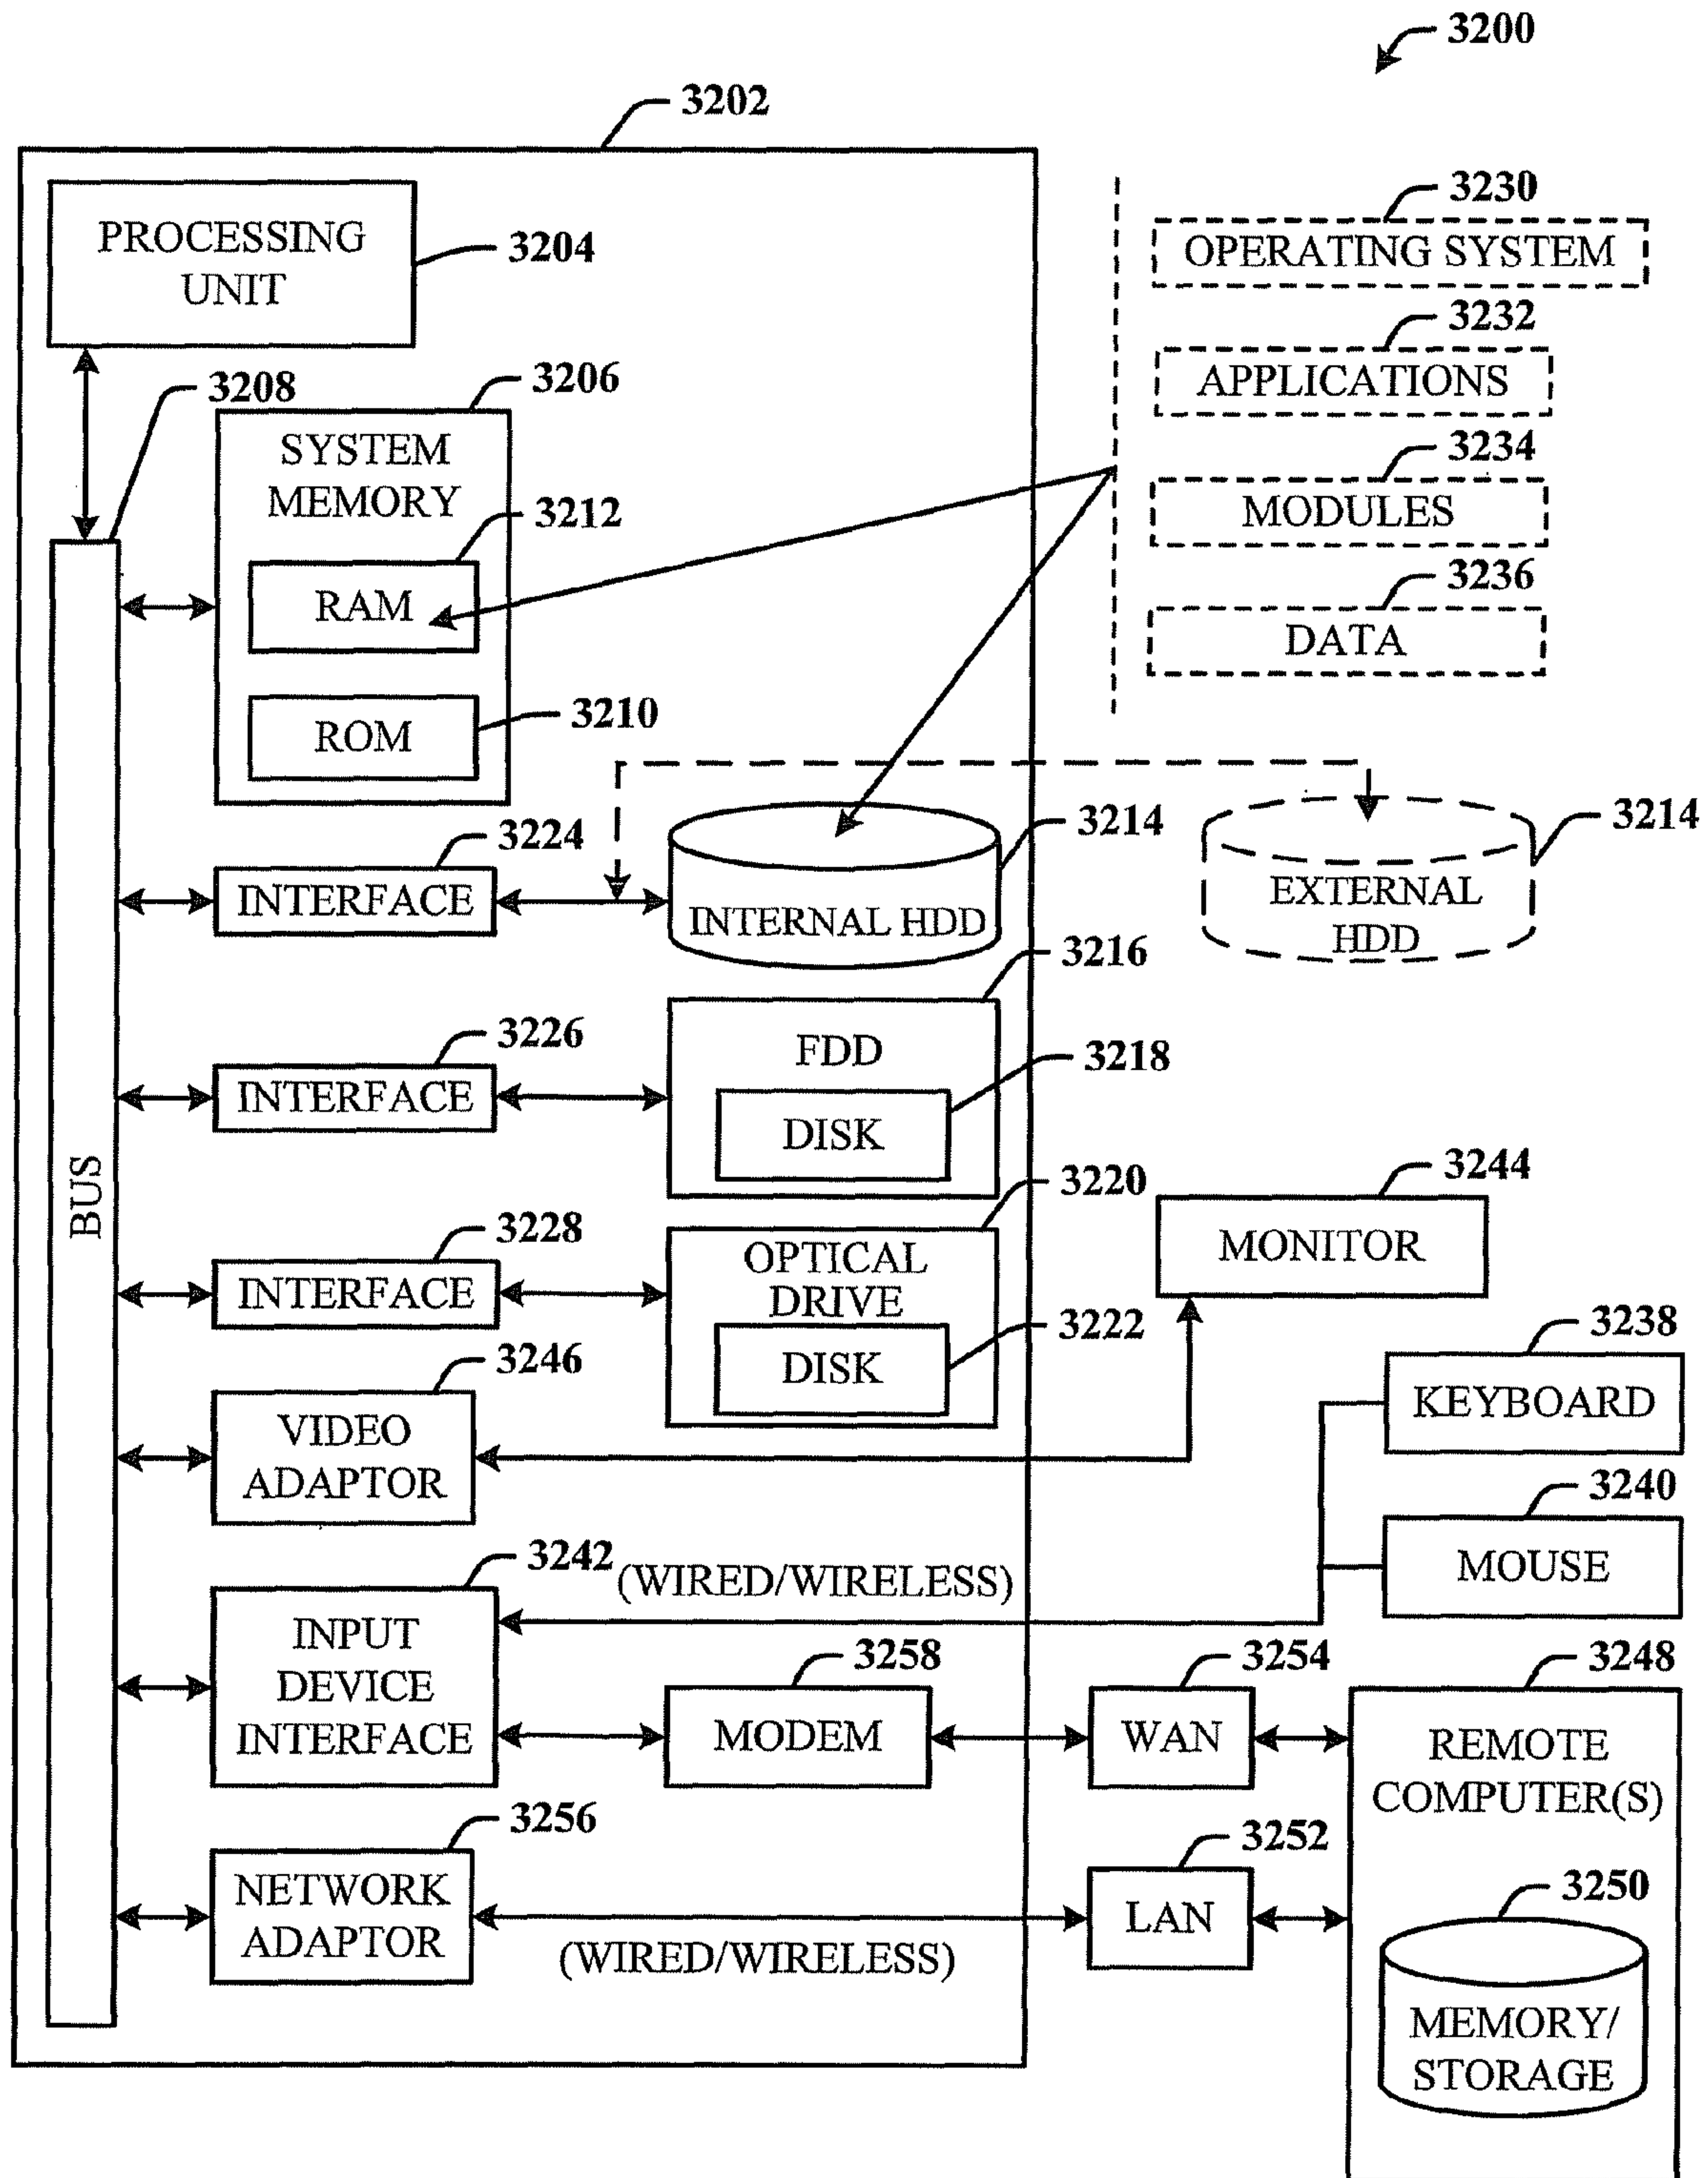 3200
3202
PROCESSING
UNIT
3204
3230
OPERATING SYSTEM
3232
APPLICATIONS
3234
MODULES
3236
DATA
3208
3206
SYSTEM
MEMORY
3212
RAM
3210
ROM
3224
INTERFACE
3214
INTERNAL HDD
3214
EXTERNAL
HDD
3226
INTERFACE
3216
FDD
3218
DISK
BUS
3228
INTERFACE
3220
OPTICAL
DRIVE
3222
DISK
3244
MONITOR
3246
VIDEO
ADAPTOR
3238
KEYBOARD
3240
MOUSE
3242
(WIRED/WIRELESS)
INPUT
DEVICE
INTERFACE
3258
MODEM
3254
WAN
3248
REMOTE
COMPUTER(S)
3256
NETWORK
ADAPTOR
(WIRED/WIRELESS)
3252
LAN
3250
MEMORY/
STORAGE